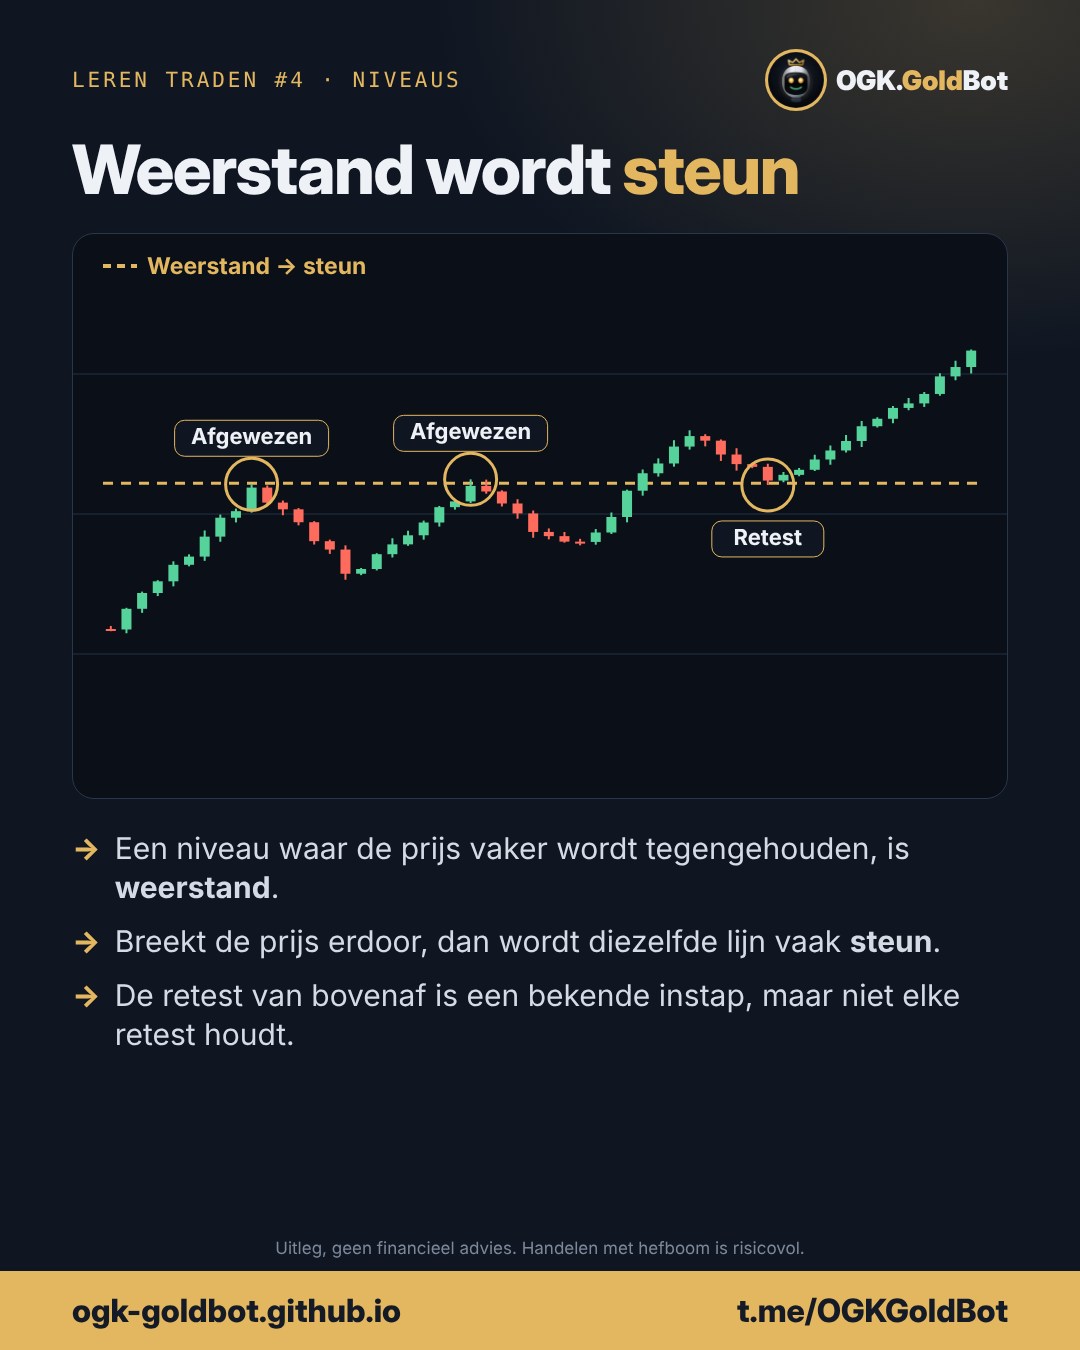 LEREN TRADEN #4 · NIVEAUS
OGK.GoldBot
Weerstand wordt steun
Weerstand → steun
Afgewezen
Afgewezen
Retest
→ Een niveau waar de prijs vaker wordt tegengehouden, is
weerstand.
→ Breekt de prijs erdoor, dan wordt diezelfde lijn vaak steun.
→ De retest van bovenaf is een bekende instap, maar niet elke
retest houdt.
Uitleg, geen financieel advies. Handelen met hefboom is risicovol.
ogk-goldbot.github.io
t.me/OGKGoldBot